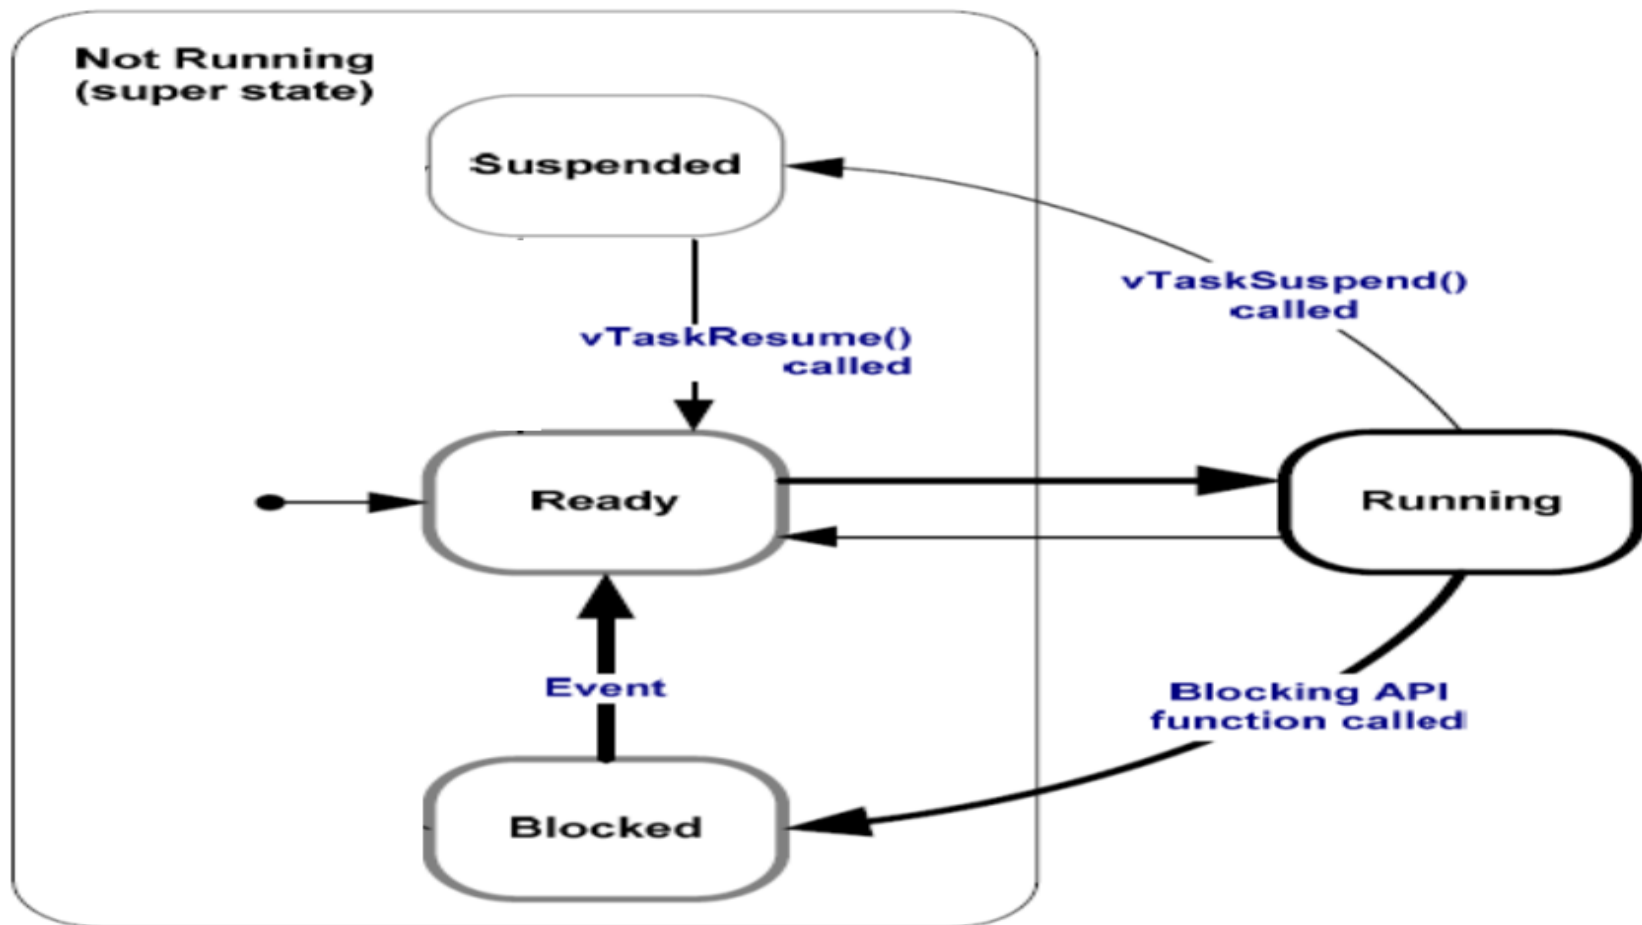 Not Running
(super state)
Suspended
vTaskSuspend()
called
vTaskResume()
called
Ready
Running
Event
Blocking API
function called
Blocked